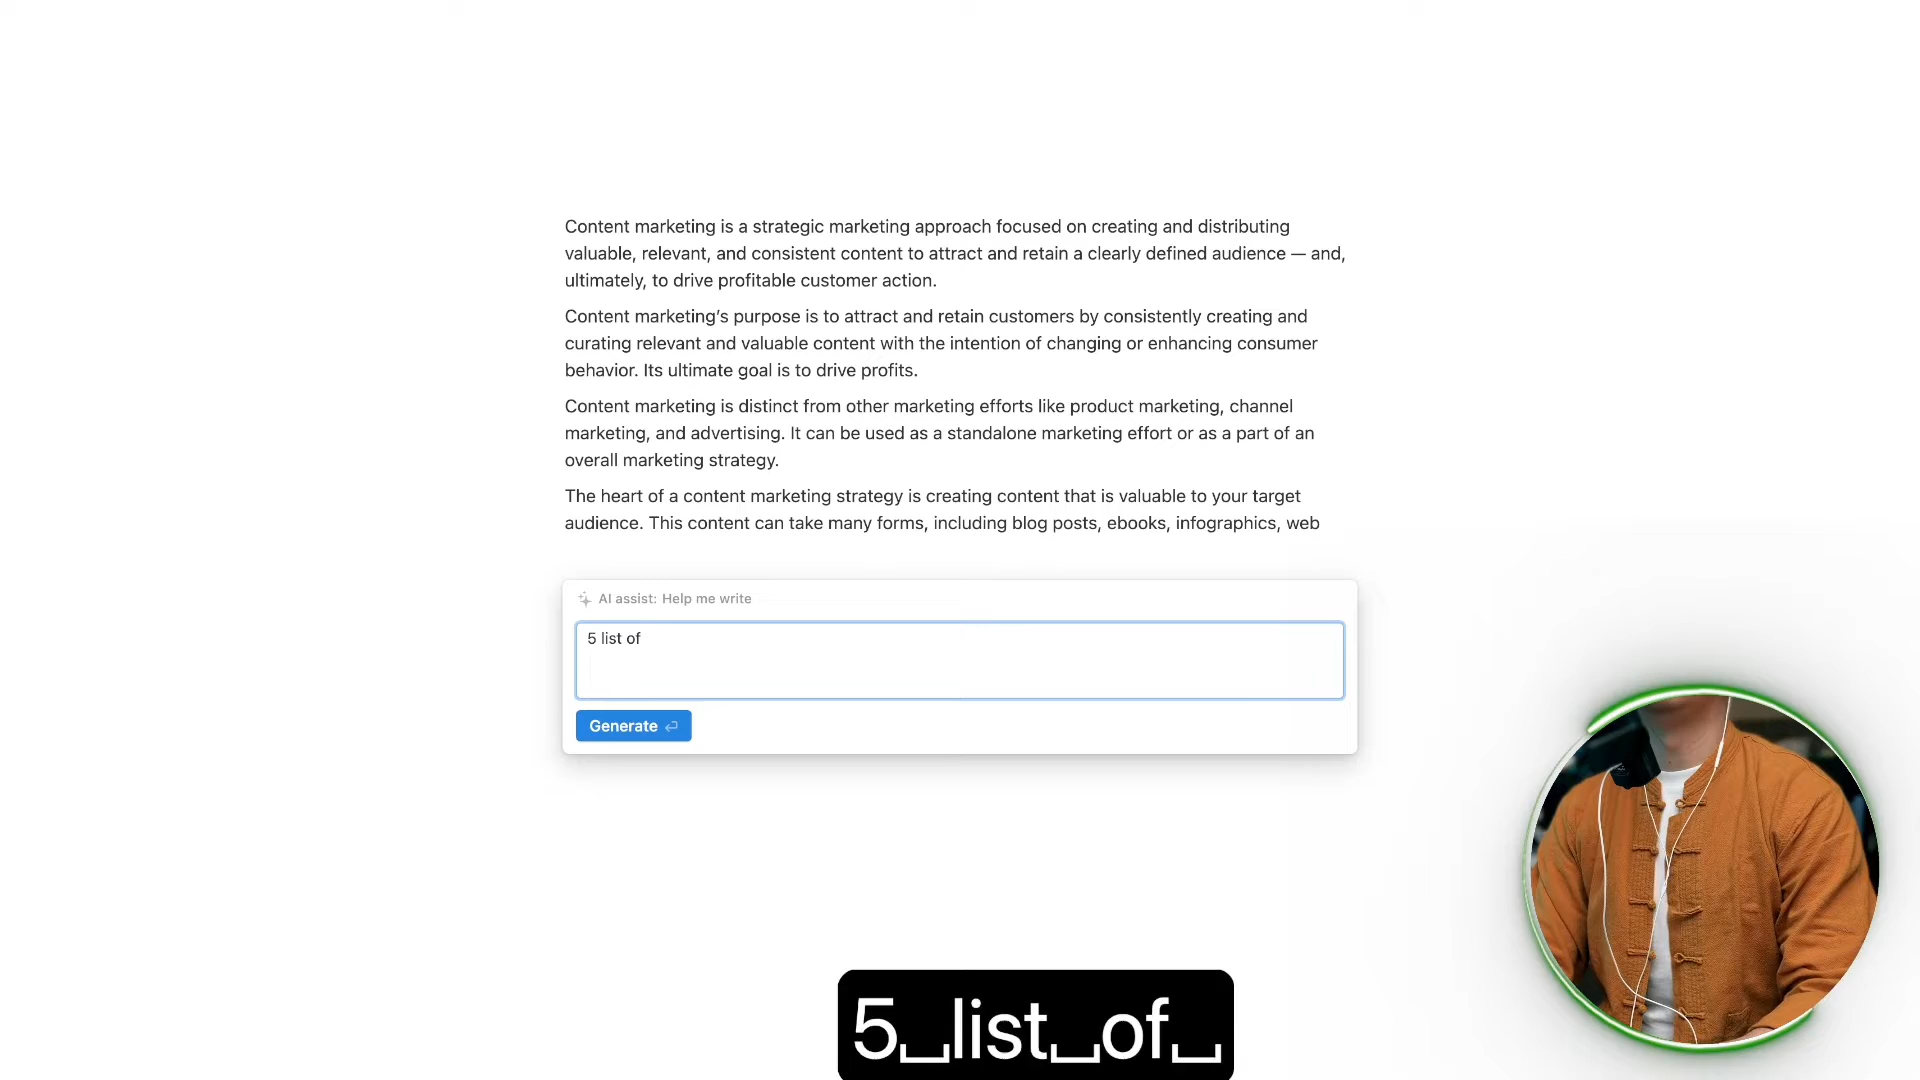 Content marketing is a strategic marketing approach focused on creating and distributing
valuable, relevant, and consistent content to attract and retain a clearly defined audience — and,
ultimately, to drive profitable customer action.
Content marketing’s purpose is to attract and retain customers by consistently creating and
curating relevant and valuable content with the intention of changing or enhancing consumer
behavior. Its ultimate goal is to drive profits.
Content marketing is distinct from other marketing efforts like product marketing, channel
marketing, and advertising. It can be used as a standalone marketing effort or as a part of an
overall marketing strategy.
The heart of a content marketing strategy is creating content that is valuable to your target
audience. This content can take many forms, including blog posts, ebooks, infographics, web
AI assist: Help me write
5 list of
Generate ⏎
5␣list␣of␣